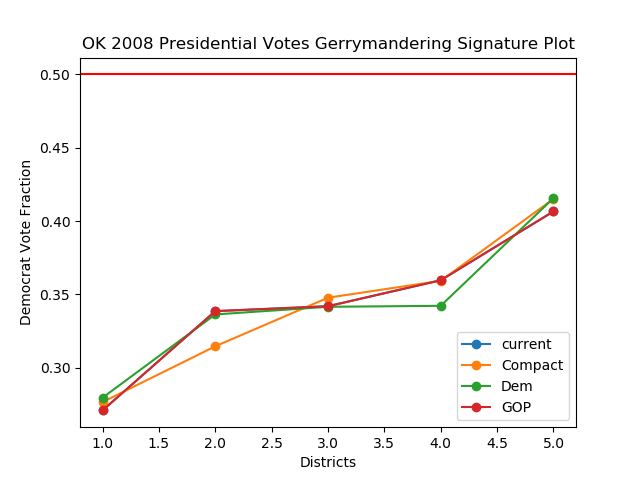 OK 2008 Presidential Votes Gerrymandering Signature Plot
0.50
0.45
0.40
0.35
0.30
Democrat Vote Fraction
current
Compact
Dem
GOP
1.0 1.5 2.0 2.5 3.0 3.5 4.0 4.5 5.0
Districts